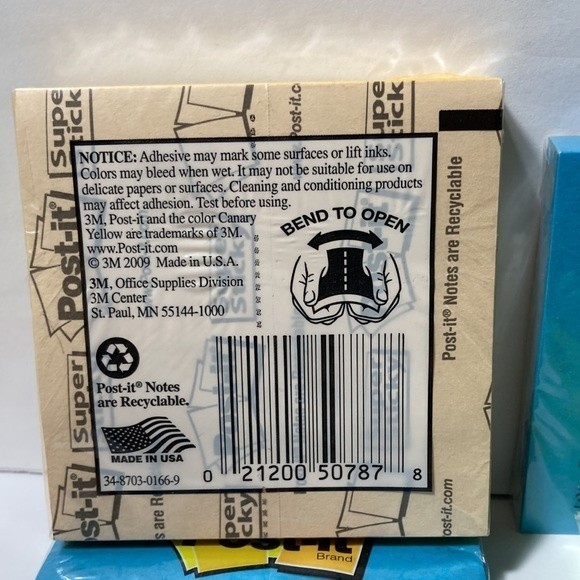 NOTICE: Adhesive may mark some surfaces or lift inks.
Colors may bleed when wet. It may not be suitable for use on
delicate papers or surfaces. Cleaning and conditioning products
may affect adhesion. Test before using.
3M, Post-it and the color Canary
Yellow are trademarks of 3M.
www.Post-it.com
© 3M 2009 Made in U.S.A.
3M, Office Supplies Division
3M Center
St. Paul, MN 55144-1000
BEND TO OPEN
Post-it® Notes
are Recyclable.
MADE IN USA
34-8703-0166-9
0 21200 50787 8
Post-it® Notes are Recyclable
Post-it®
Super
Post-it.c
ost-it.com
Brand